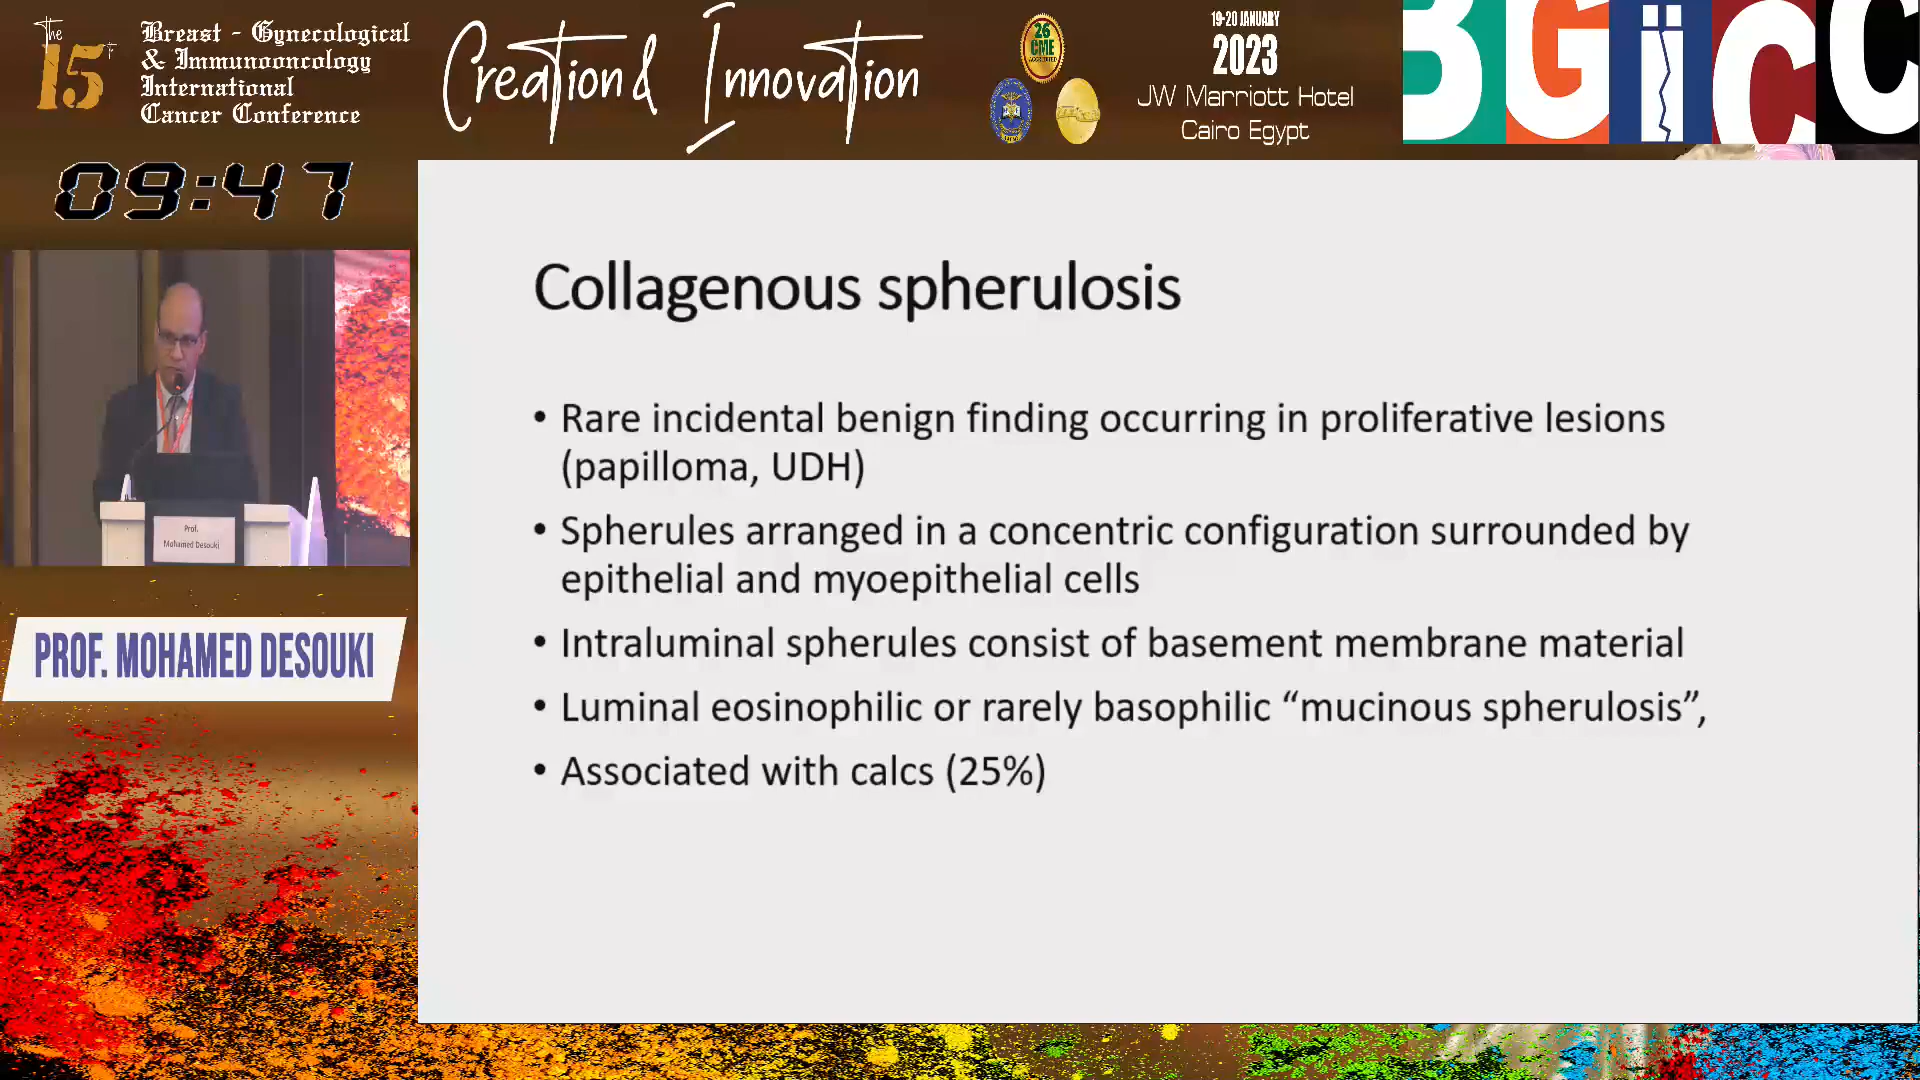 The
15th
Breast - Gynecological
& Immunooncology
International
Cancer Conference
Creation & Innovation
26
CME
ACCREDITED
19-20 JANUARY
2023
JW Marriott Hotel
Cairo Egypt
BGiCC
09:47
Prof.
Mohamed Desouki
PROF. MOHAMED DESOUKI
Collagenous spherulosis
• Rare incidental benign finding occurring in proliferative lesions
(papilloma, UDH)
• Spherules arranged in a concentric configuration surrounded by
epithelial and myoepithelial cells
• Intraluminal spherules consist of basement membrane material
• Luminal eosinophilic or rarely basophilic “mucinous spherulosis”,
• Associated with calcs (25%)